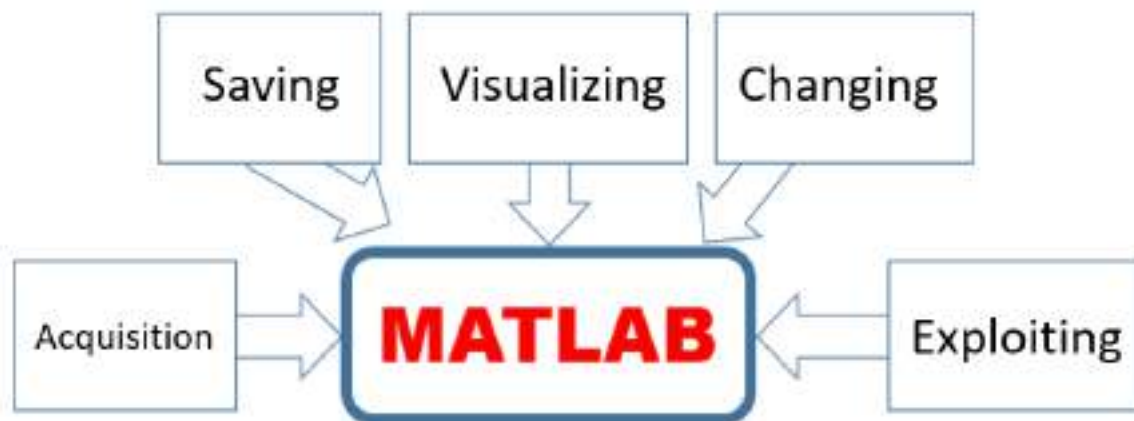 Saving
Visualizing
Changing
Acquisition
MATLAB
Exploiting